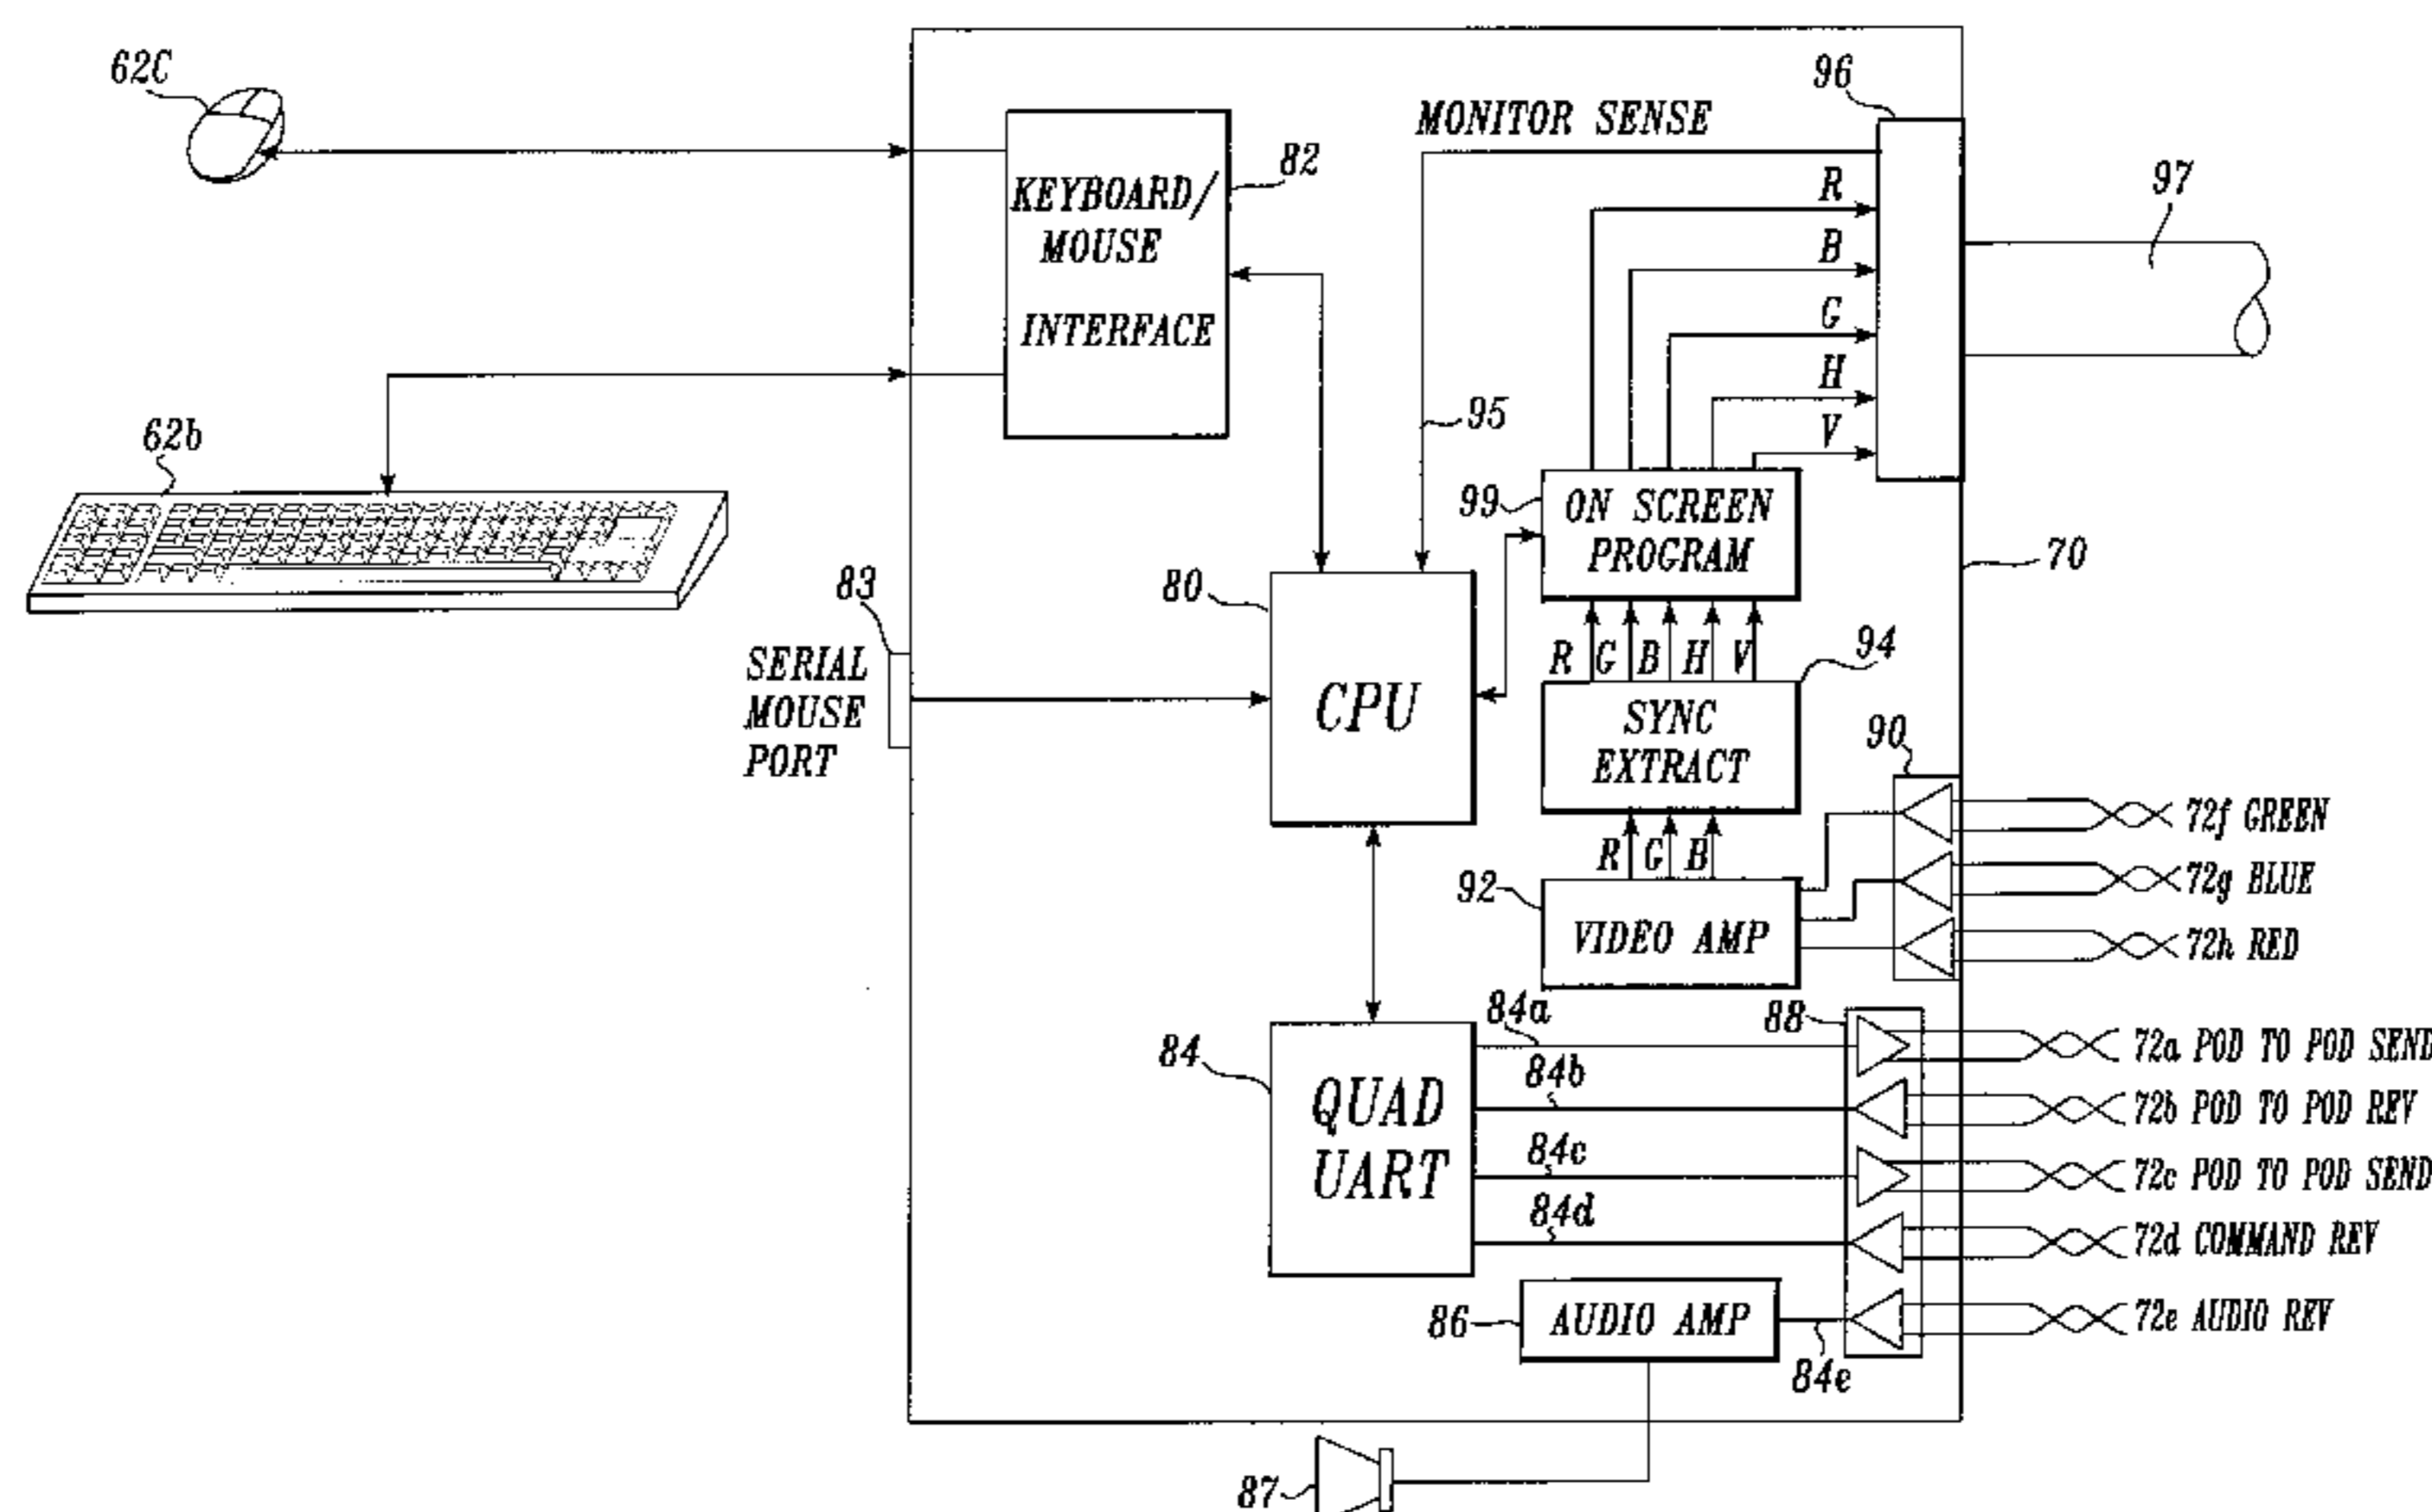 62C
96
MONITOR SENSE
82
R
97
KEYBOARD/
MOUSE
INTERFACE
B
G
H
95
V
62b
99
ON SCREEN
PROGRAM
70
83
80
SERIAL
MOUSE
PORT
R G B H V
94
CPU
SYNC
EXTRACT
90
72f GREEN
R G B
72g BLUE
92
VIDEO AMP
72h RED
84a
88
84
72a POD TO POD SEND
84b
QUAD
UART
72b POD TO POD REV
84c
72c POD TO POD SEND
84d
72d COMMAND REV
86
AUDIO AMP
72e AUDIO REV
84e
87